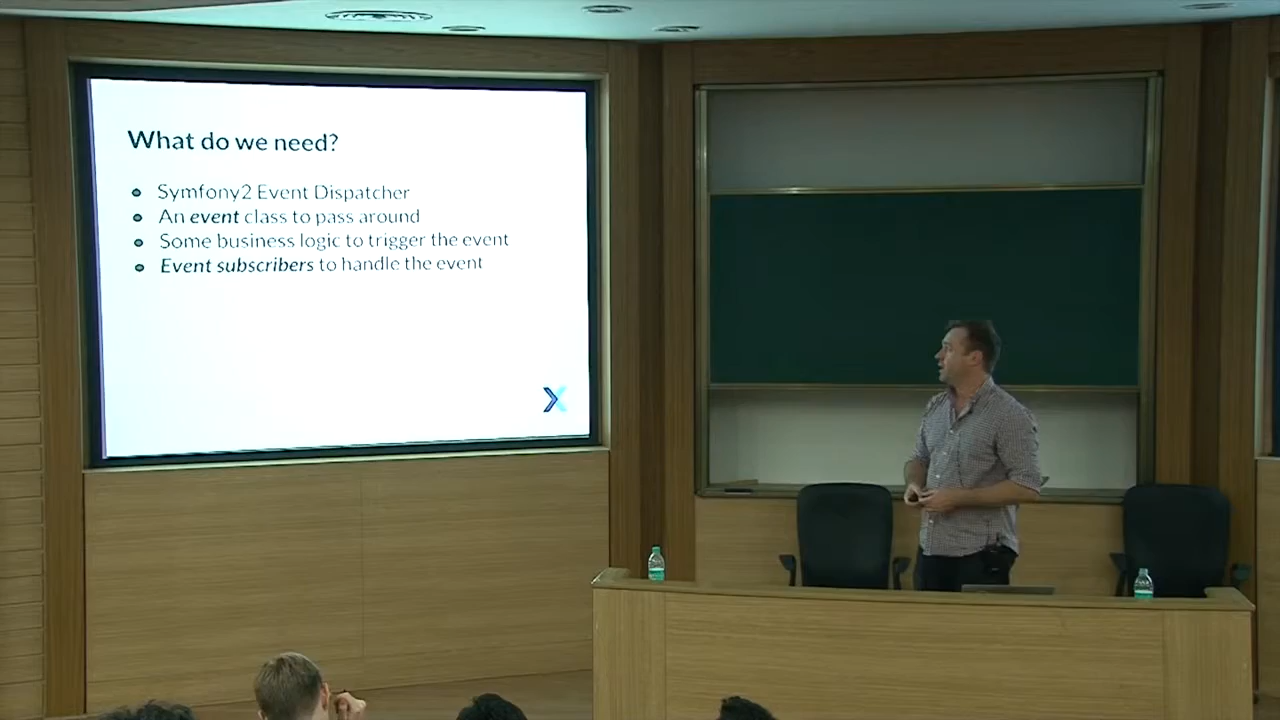 What do we need?
Symfony2 Event Dispatcher
An event class to pass around
Some business logic to trigger the event
Event subscribers to handle the event